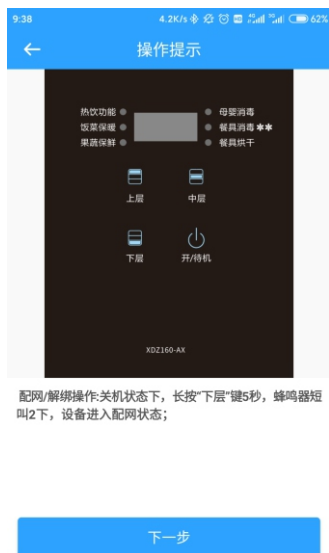 9:38 4.2K/s 4G 5G 62%
操作提示
热饮功能 母婴消毒
饭菜保暖 餐具消毒 **
果蔬保鲜 餐具烘干
上层 中层
下层 开/待机
XDZ160-AX
配网/解绑操作:关机状态下，长按“下层”键5秒，蜂鸣器短
叫2下，设备进入配网状态；
下一步